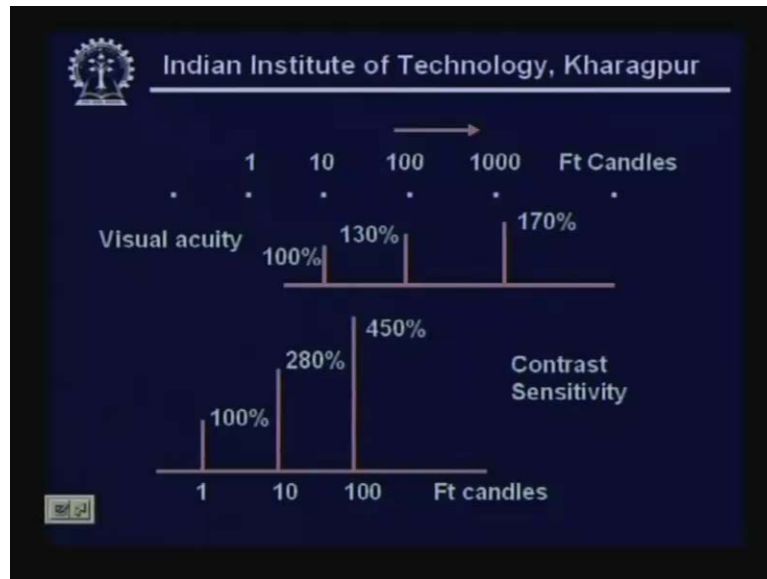 Indian Institute of Technology, Kharagpur
1 10 100 1000 Ft Candles
Visual acuity
100% 130% 170%
450%
280%
100%
Contrast
Sensitivity
1 10 100 Ft candles